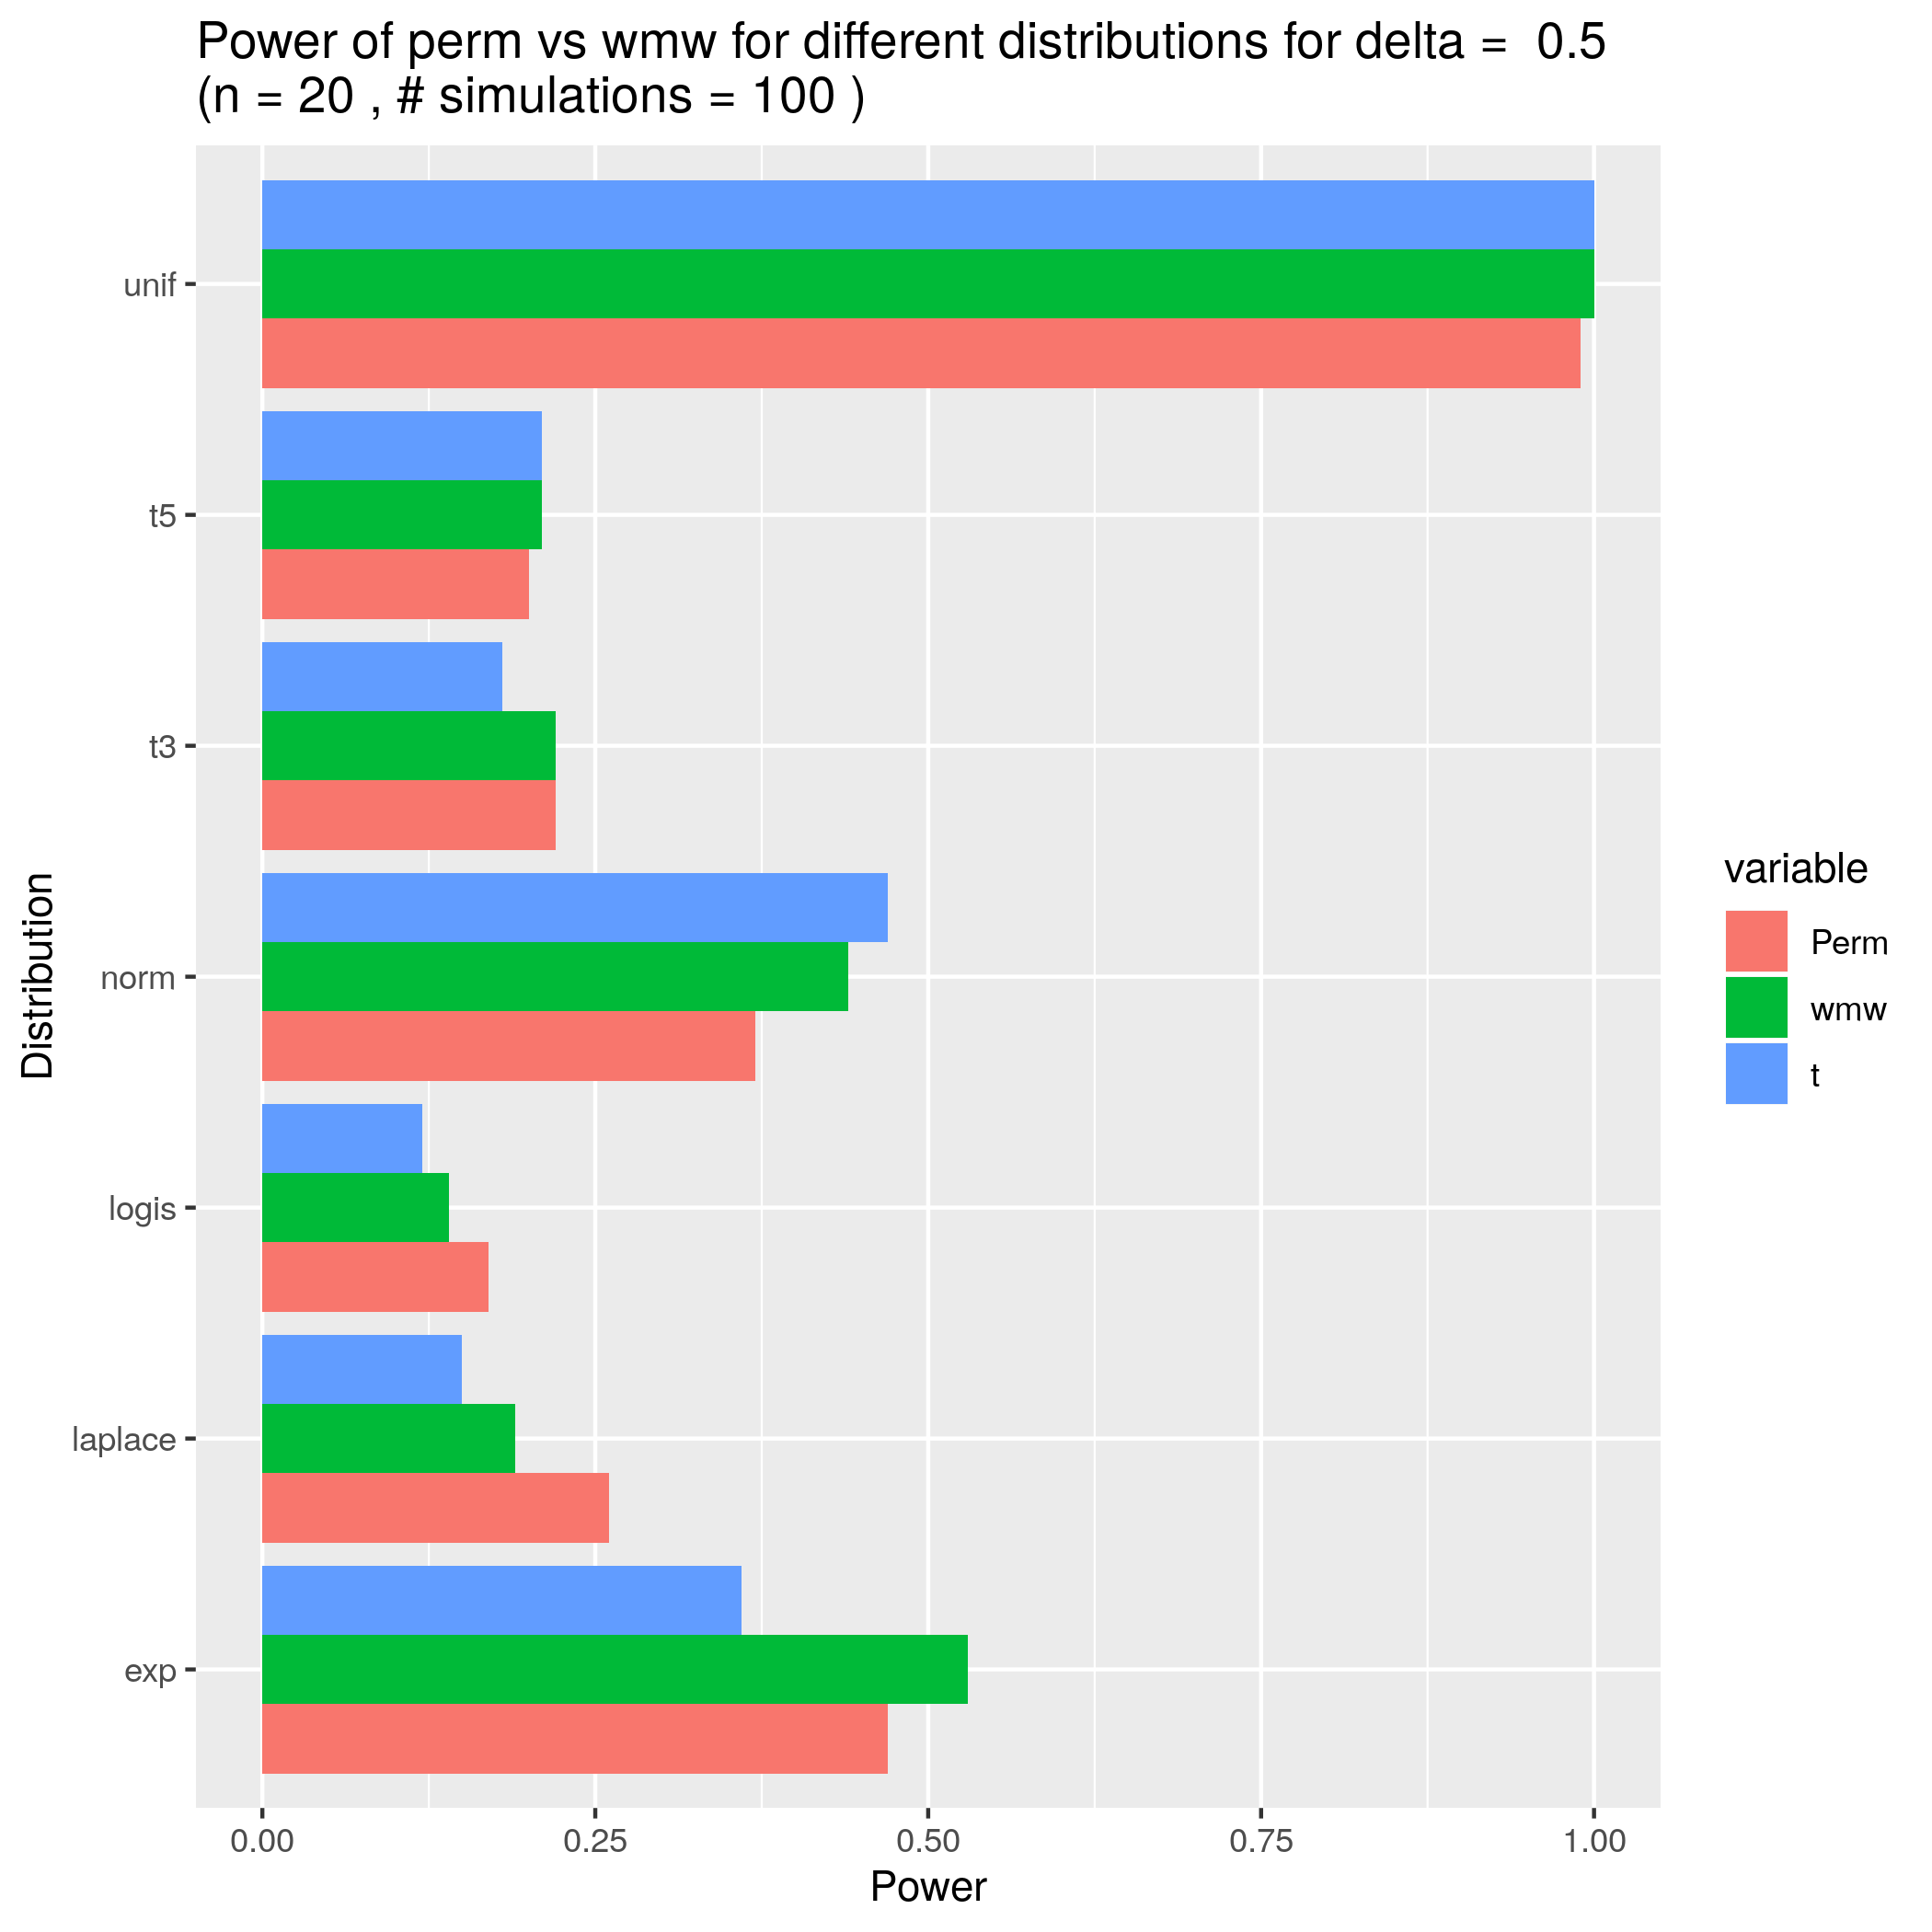 Power of perm vs wmw for different distributions for delta =  0.5
(n = 20 , # simulations = 100 )
unif
t5
t3
norm
logis
laplace
exp
Distribution
0.00 0.25 0.50 0.75 1.00
Power
variable
Perm
wmw
t